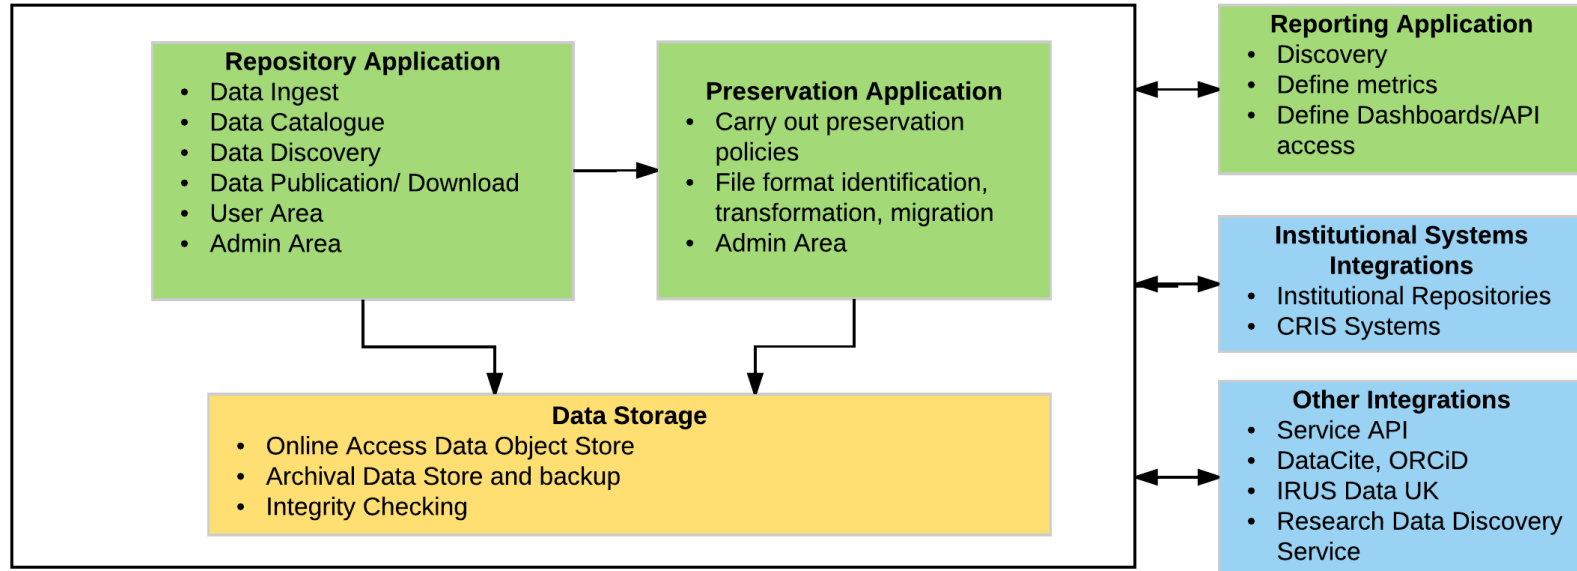 Repository Application
• Data Ingest
• Data Catalogue
• Data Discovery
• Data Publication/ Download
• User Area
• Admin Area
Preservation Application
• Carry out preservation
policies
• File format identification,
transformation, migration
• Admin Area
Data Storage
• Online Access Data Object Store
• Archival Data Store and backup
• Integrity Checking
Reporting Application
• Discovery
• Define metrics
• Define Dashboards/API
access
Institutional Systems
Integrations
• Institutional Repositories
• CRIS Systems
Other Integrations
• Service API
• DataCite, ORCiD
• IRUS Data UK
• Research Data Discovery
Service